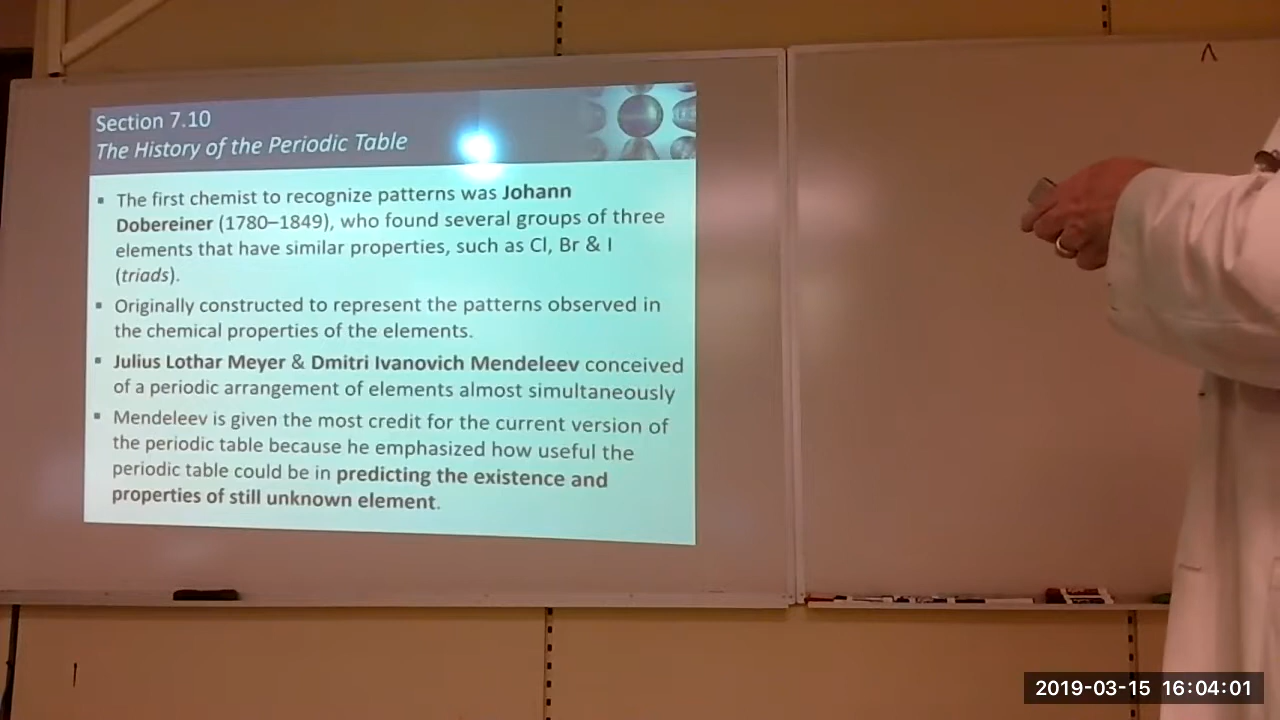 Section 7.10
The History of the Periodic Table
▪ The first chemist to recognize patterns was Johann
Dobereiner (1780–1849), who found several groups of three
elements that have similar properties, such as Cl, Br & I
(triads).
▪ Originally constructed to represent the patterns observed in
the chemical properties of the elements.
▪ Julius Lothar Meyer & Dmitri Ivanovich Mendeleev conceived
of a periodic arrangement of elements almost simultaneously
▪ Mendeleev is given the most credit for the current version of
the periodic table because he emphasized how useful the
periodic table could be in predicting the existence and
properties of still unknown element.
2019-03-15 16:04:01